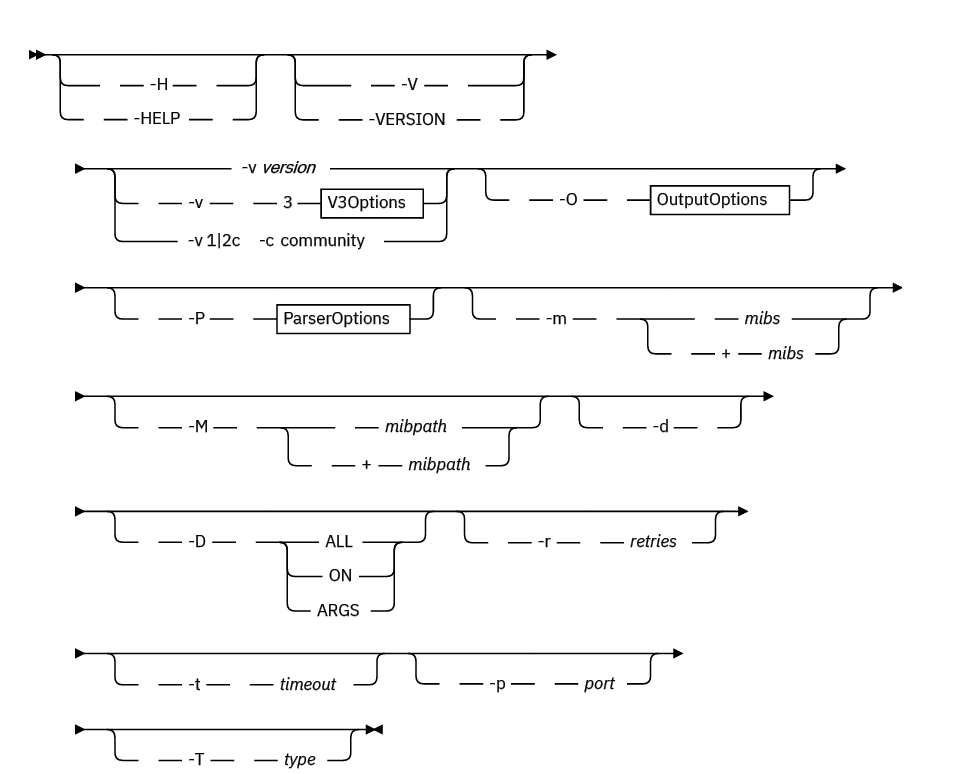 -H -V
-HELP -VERSION
-v version
-v 3 V3Options -O OutputOptions
-v 1|2c -c community
-P ParserOptions -m mibs
+ mibs
-M mibpath -d
+ mibpath
-D ALL -r retries
ON
ARGS
-t timeout -p port
-T type